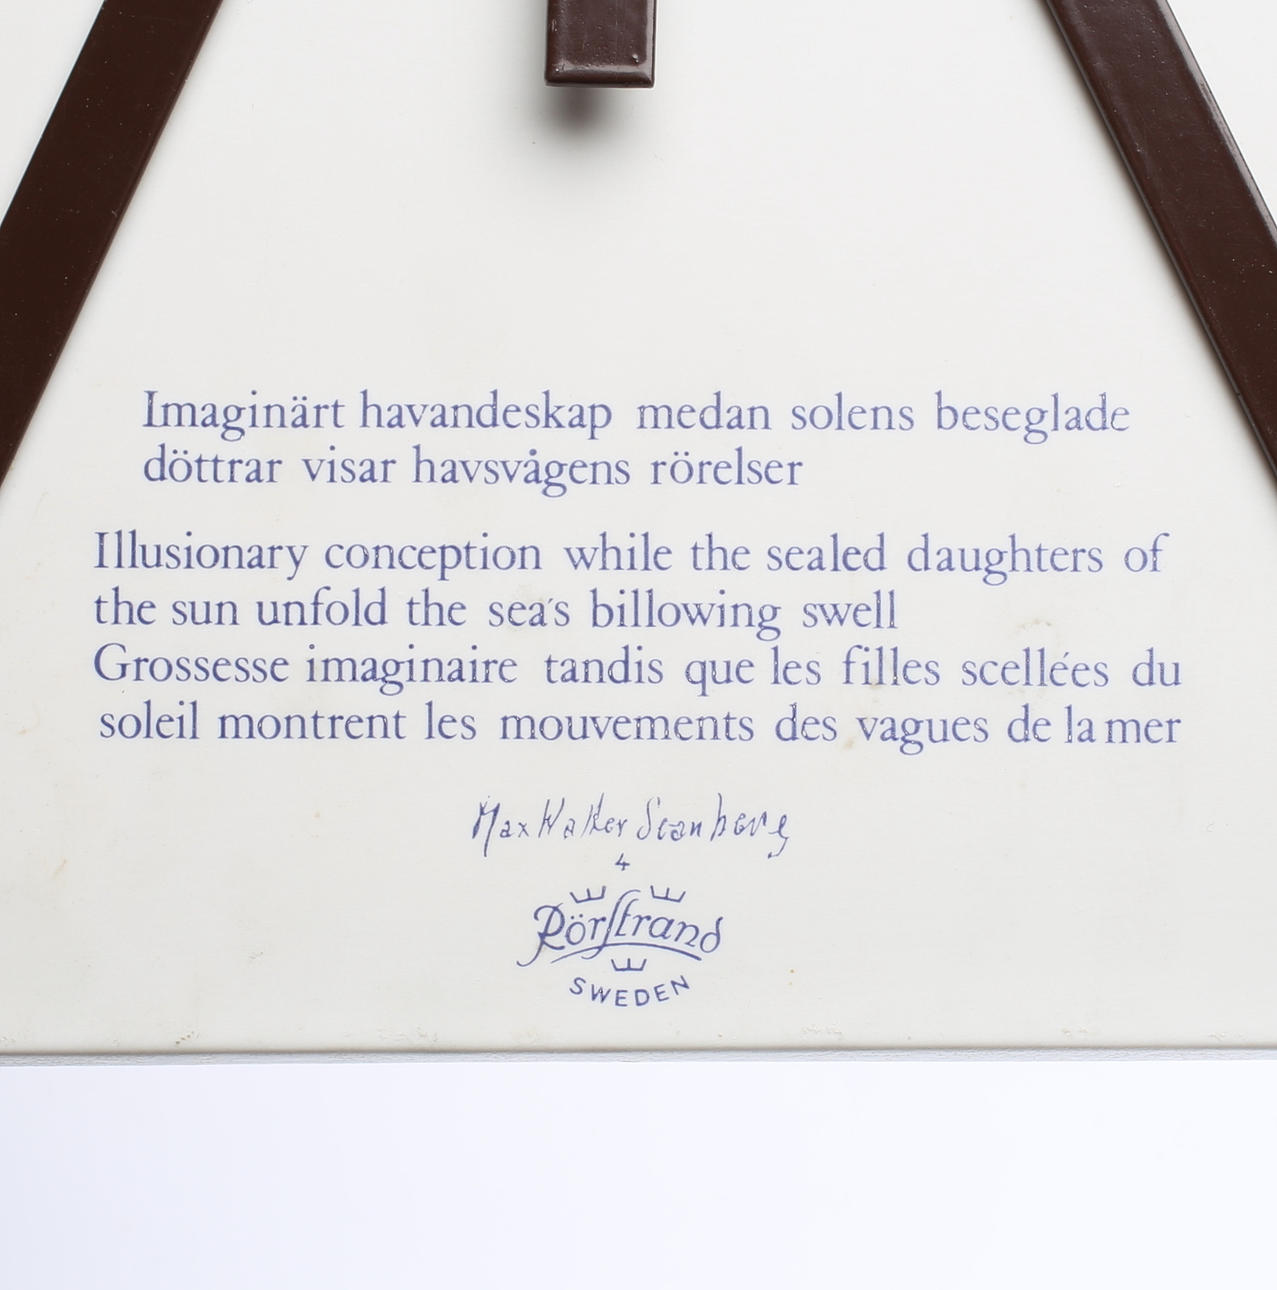 Imaginärt havandeskap medan solens beseglade
döttrar visar havsvågens rörelser
Illusionary conception while the sealed daughters of
the sun unfold the sea's billowing swell
Grossesse imaginaire tandis que les filles scellées du
soleil montrent les mouvements des vagues de la mer
Max Walter Svanberg
4
Rörstrand
SWEDEN